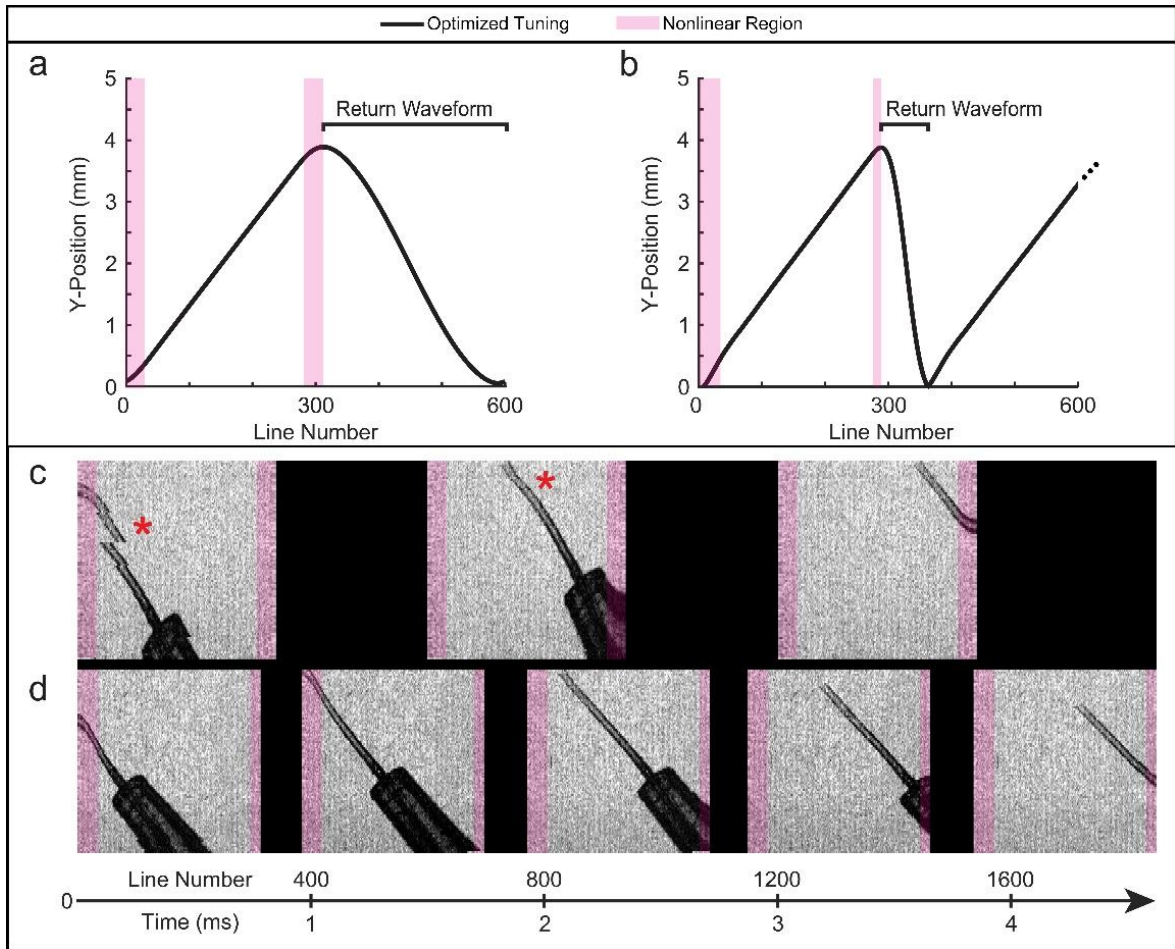 Optimized Tuning Nonlinear Region
a
5
4
3
2
1
0
Y-Position (mm)
Return Waveform
0 300 600
Line Number
b
5
4
3
2
1
0
Y-Position (mm)
Return Waveform
0 300 600
Line Number
c
*
*
d
Line Number 400 800 1200 1600
0
Time (ms) 1 2 3 4